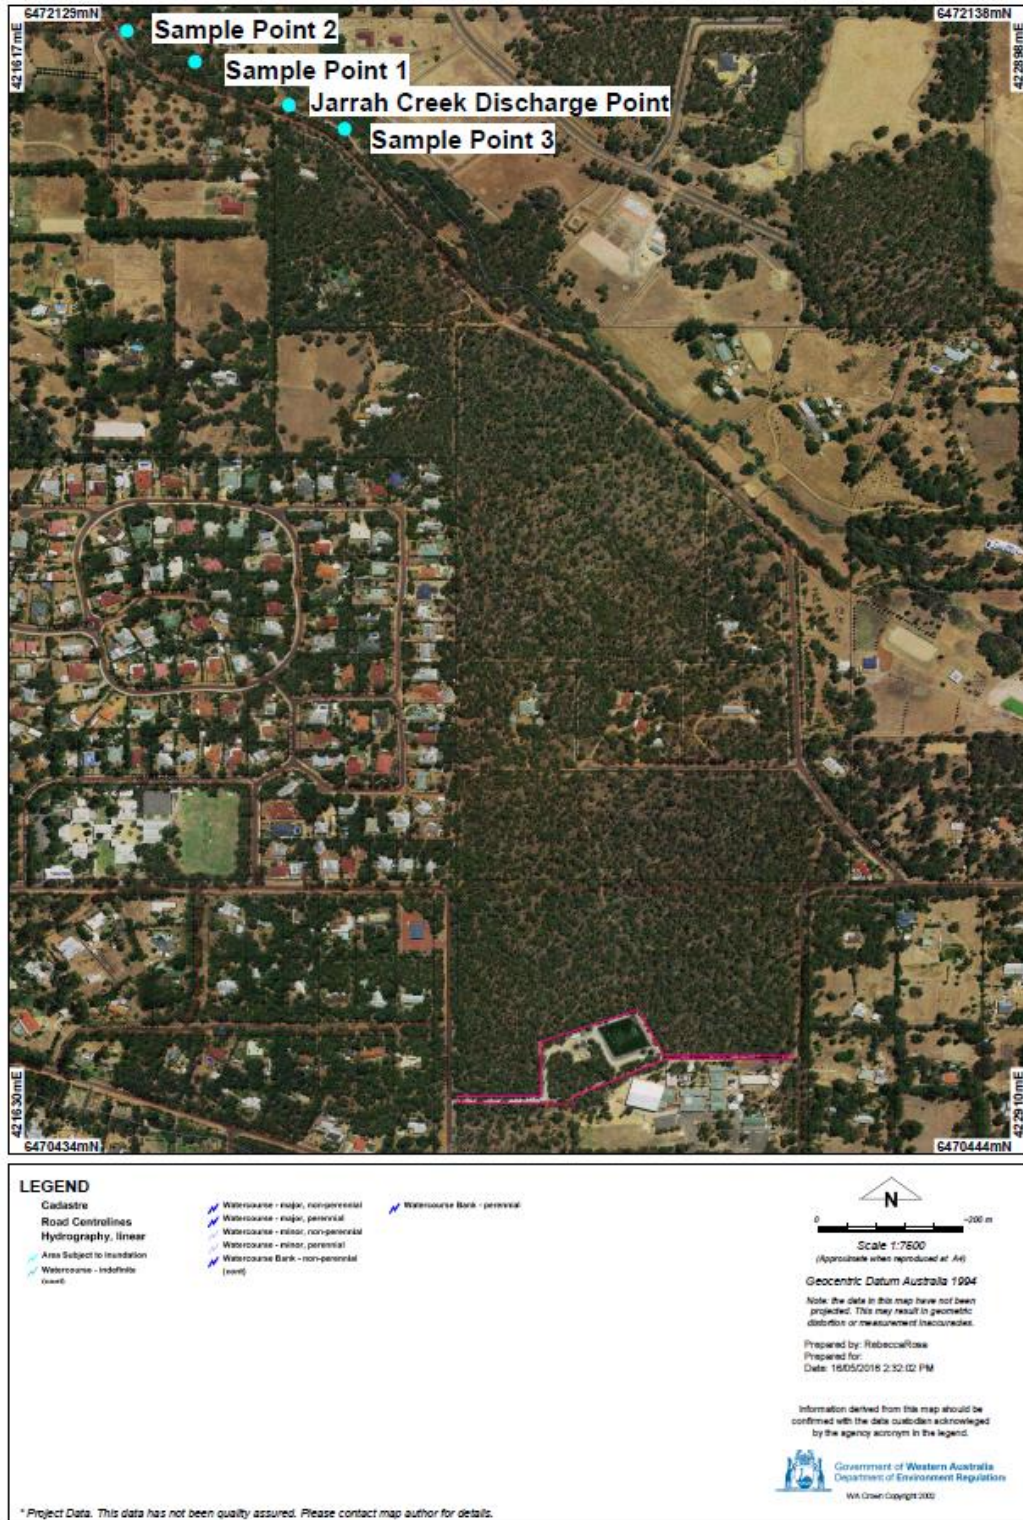 6472129mN
6472138mN
421617mE
422898mE
Sample Point 2
Sample Point 1
Jarrah Creek Discharge Point
Sample Point 3
421630mE
422910mE
6470434mN
6470444mN
LEGEND
Cadastre
Road Centrelines
Hydrography, linear
Area Subject to Inundation
Watercourse - indefinite
(cont)
Watercourse - major, non-perennial
Watercourse - major, perennial
Watercourse - minor, non-perennial
Watercourse - minor, perennial
Watercourse Bank - non-perennial
(cont)
Watercourse Bank - perennial
N
0 ~200 m
Scale 1:7600
(Approximate when reproduced at A4)
Geocentric Datum Australia 1994
Note: the data in this map have not been
projected. This may result in geometric
distortion or measurement inaccuracies.
Prepared by: RebeccaRosa
Prepared for:
Date: 16/05/2016 2:32:02 PM
Information derived from this map should be
confirmed with the data custodian acknowleged
by the agency acronym in the legend.
Government of Western Australia
Department of Environment Regulation
WA Crown Copyright 2002
* Project Data. This data has not been quality assured. Please contact map author for details.